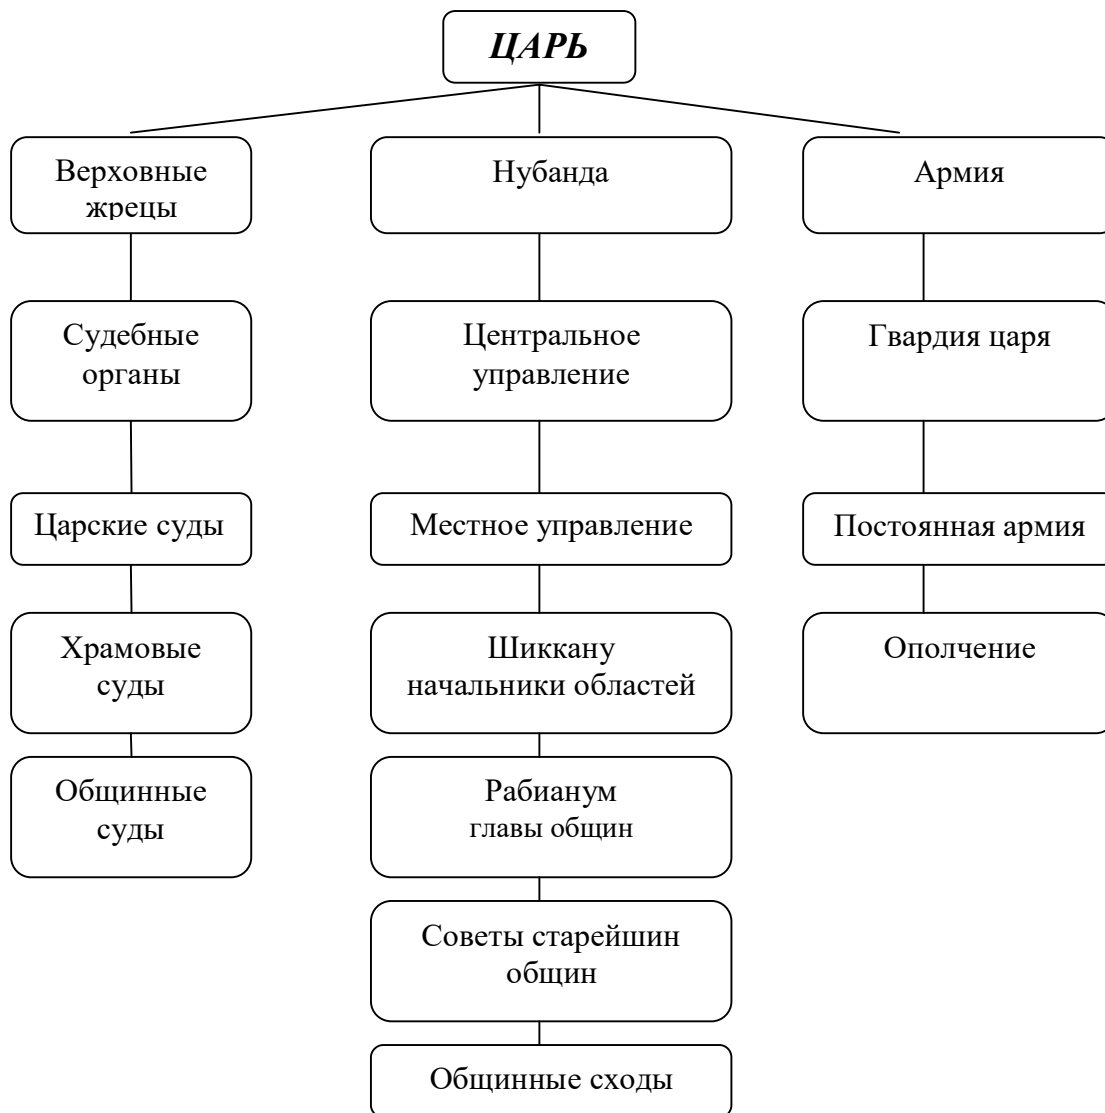 ЦАРЬ
Верховные
жрецы
Нубанда
Армия
Судебные
органы
Центральное
управление
Гвардия царя
Царские суды
Местное управление
Постоянная армия
Храмовые
суды
Шиккану
начальники областей
Ополчение
Общинные
суды
Рабианум
главы общин
Советы старейшин
общин
Общинные сходы